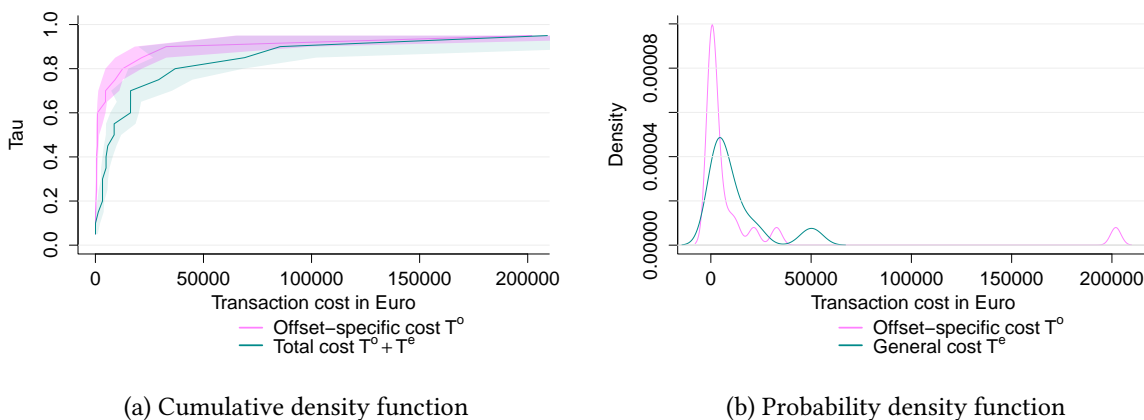 1.0
0.8
0.6
0.4
0.2
0.0
Tau
0 50000 100000 150000 200000
Transaction cost in Euro
Offset−specific cost T^o
Total cost T^o + T^e
(a) Cumulative density function
0.00008
0.00004
0.00000
Density
0 50000 100000 150000 200000
Transaction cost in Euro
Offset−specific cost T^o
General cost T^e
(b) Probability density function